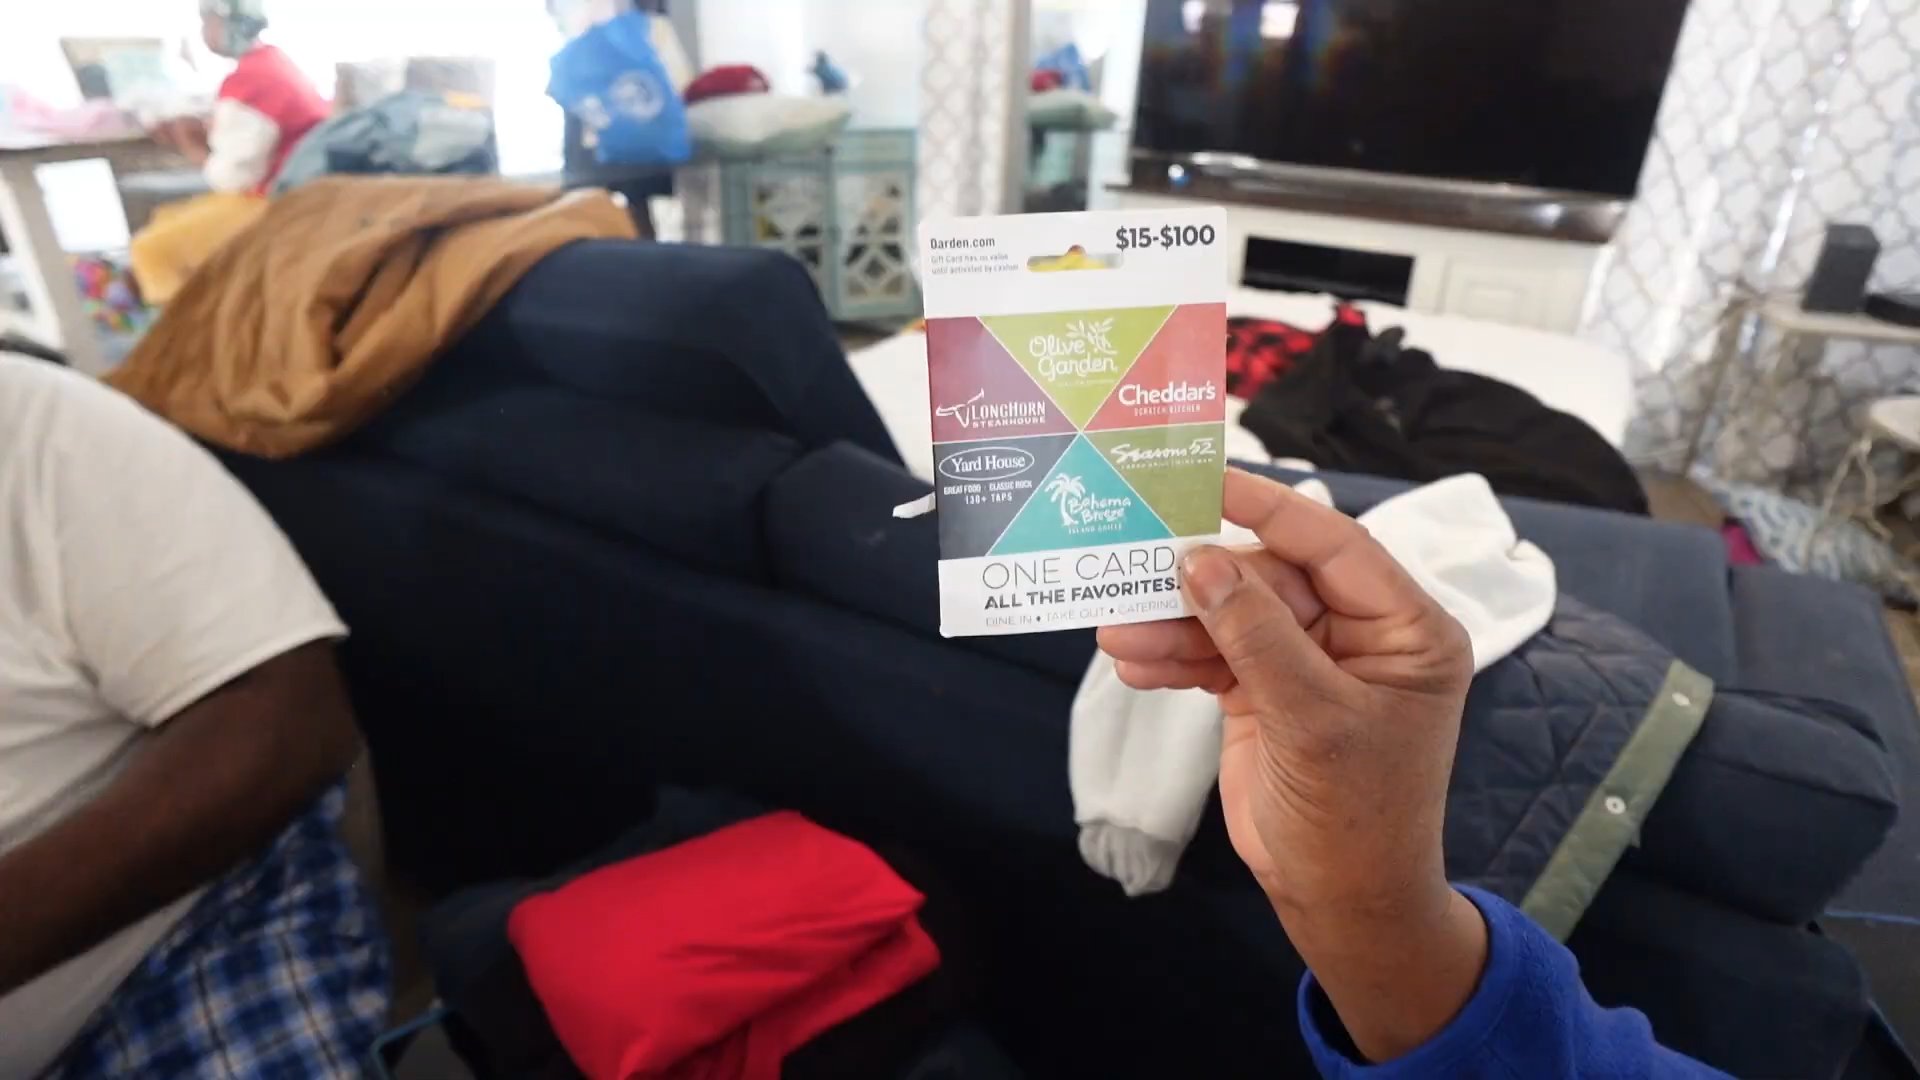 Darden.com
$15-$100
Gift Card has no value
until activated by cashier
Olive
Garden
LONGHORN
STEAKHOUSE
Cheddar's
SCRATCH KITCHEN
Yard House
GREAT FOOD · CLASSIC ROCK
130+ TAPS
Seasons 52
Bahama
Breeze
ISLAND GRILLE
ONE CARD.
ALL THE FAVORITES.
DINE IN ♦ TAKE OUT ♦ CATERING